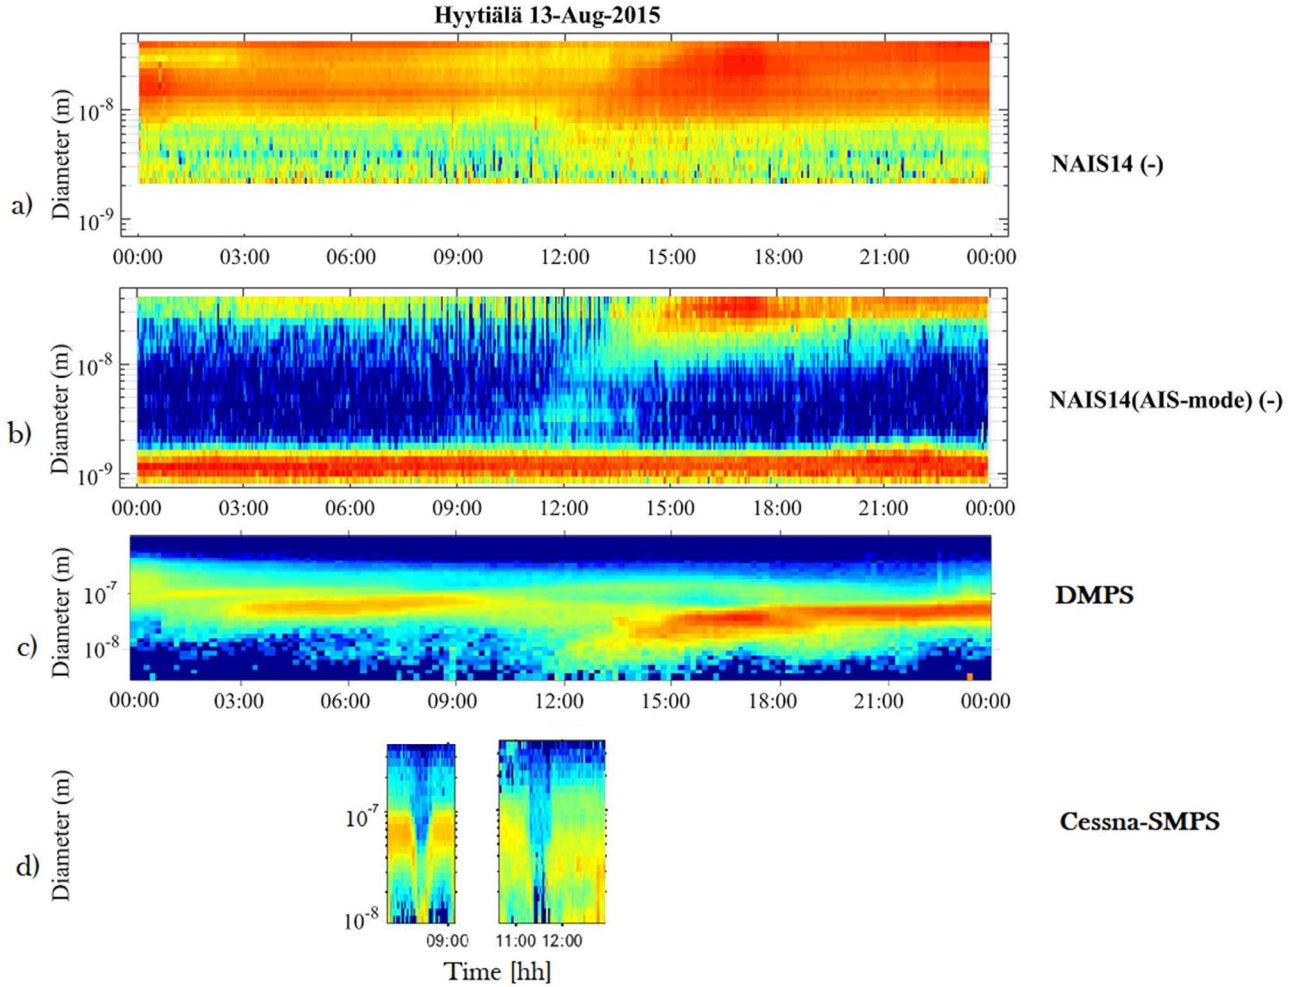 Hyytiälä 13-Aug-2015
a)
Diameter (m)
10-8
10-9
NAIS14 (-)
00:00 03:00 06:00 09:00 12:00 15:00 18:00 21:00 00:00
b)
Diameter (m)
10-8
10-9
NAIS14(AIS-mode) (-)
00:00 03:00 06:00 09:00 12:00 15:00 18:00 21:00 00:00
c)
Diameter (m)
10-7
10-8
DMPS
00:00 03:00 06:00 09:00 12:00 15:00 18:00 21:00 00:00
d)
Diameter (m)
10-7
10-8
Cessna-SMPS
09:00 11:00 12:00
Time [hh]